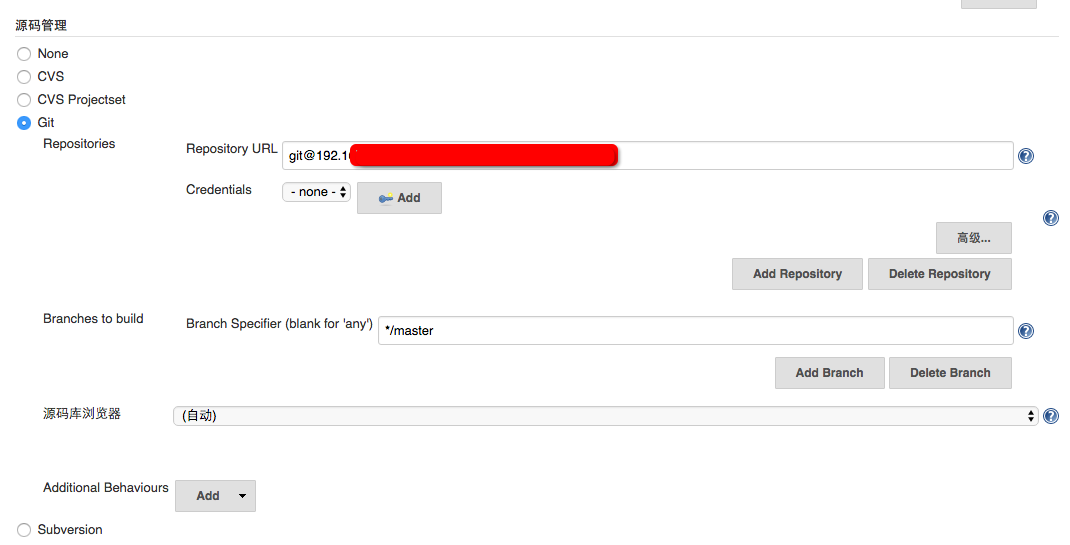 源码管理
None
CVS
CVS Projectset
Git
Repositories
Repository URL git@192.1
Credentials - none - Add
高级...
Add Repository Delete Repository
Branches to build
Branch Specifier (blank for 'any') */master
Add Branch Delete Branch
源码库浏览器 (自动)
Additional Behaviours Add
Subversion